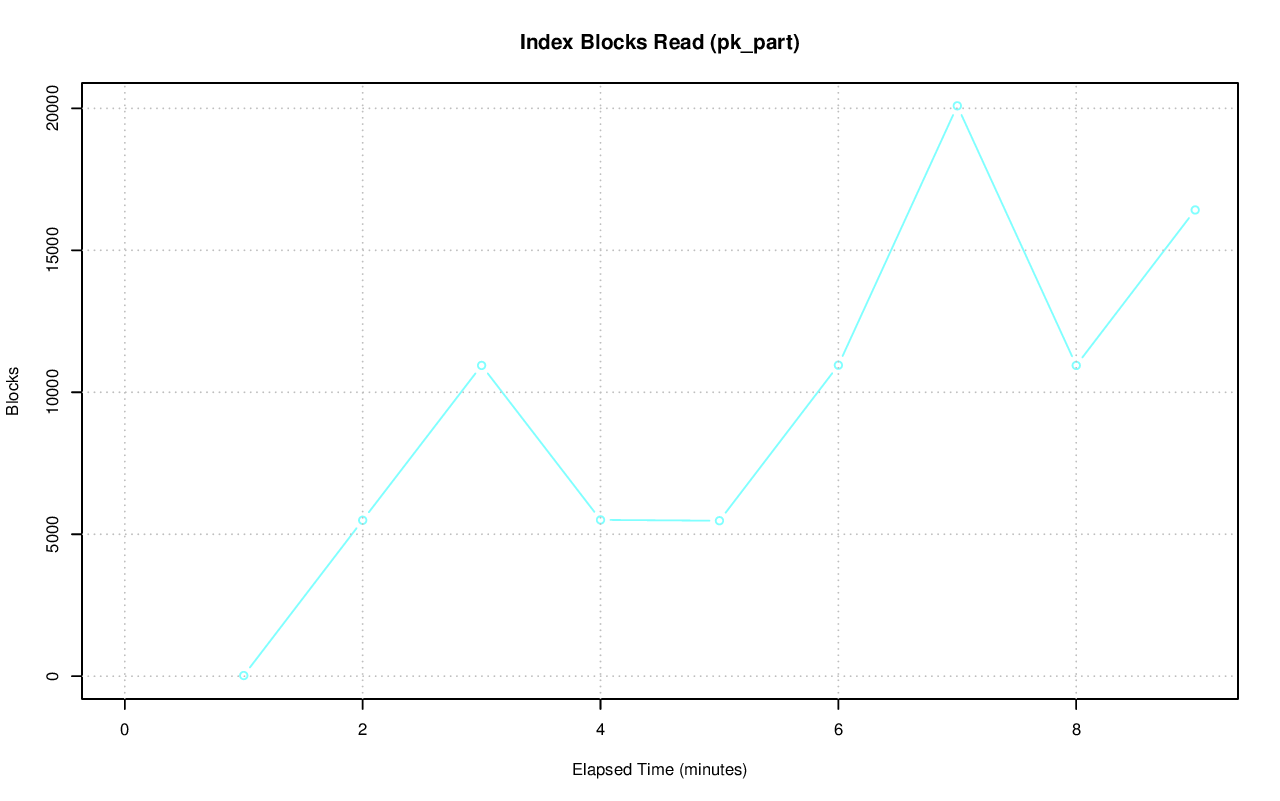 Index Blocks Read (pk_part)
20000
15000
10000
5000
0
Blocks
0 2 4 6 8
Elapsed Time (minutes)